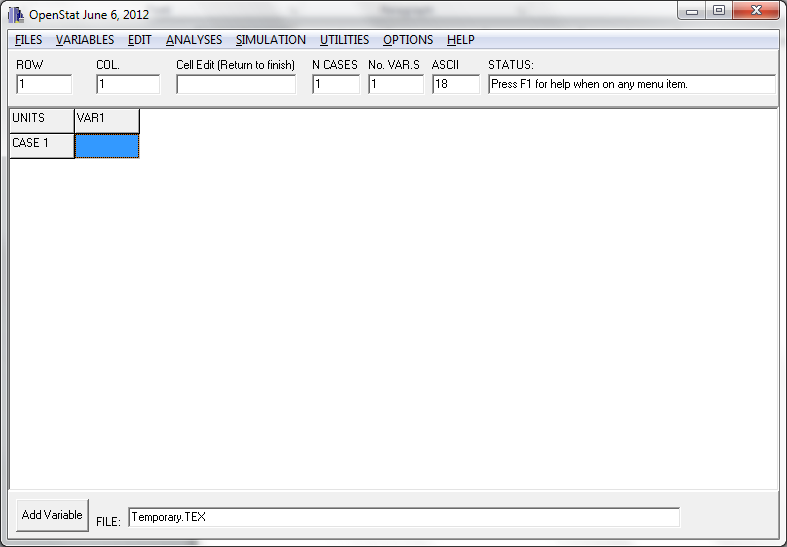 OpenStat June 6, 2012
FILES VARIABLES EDIT ANALYSES SIMULATION UTILITIES OPTIONS HELP
ROW COL. Cell Edit (Return to finish) N CASES No. VAR.S ASCII STATUS:
1 1 1 1 18 Press F1 for help when on any menu item.
UNITS VAR1
CASE 1
Add Variable FILE: Temporary.TEX